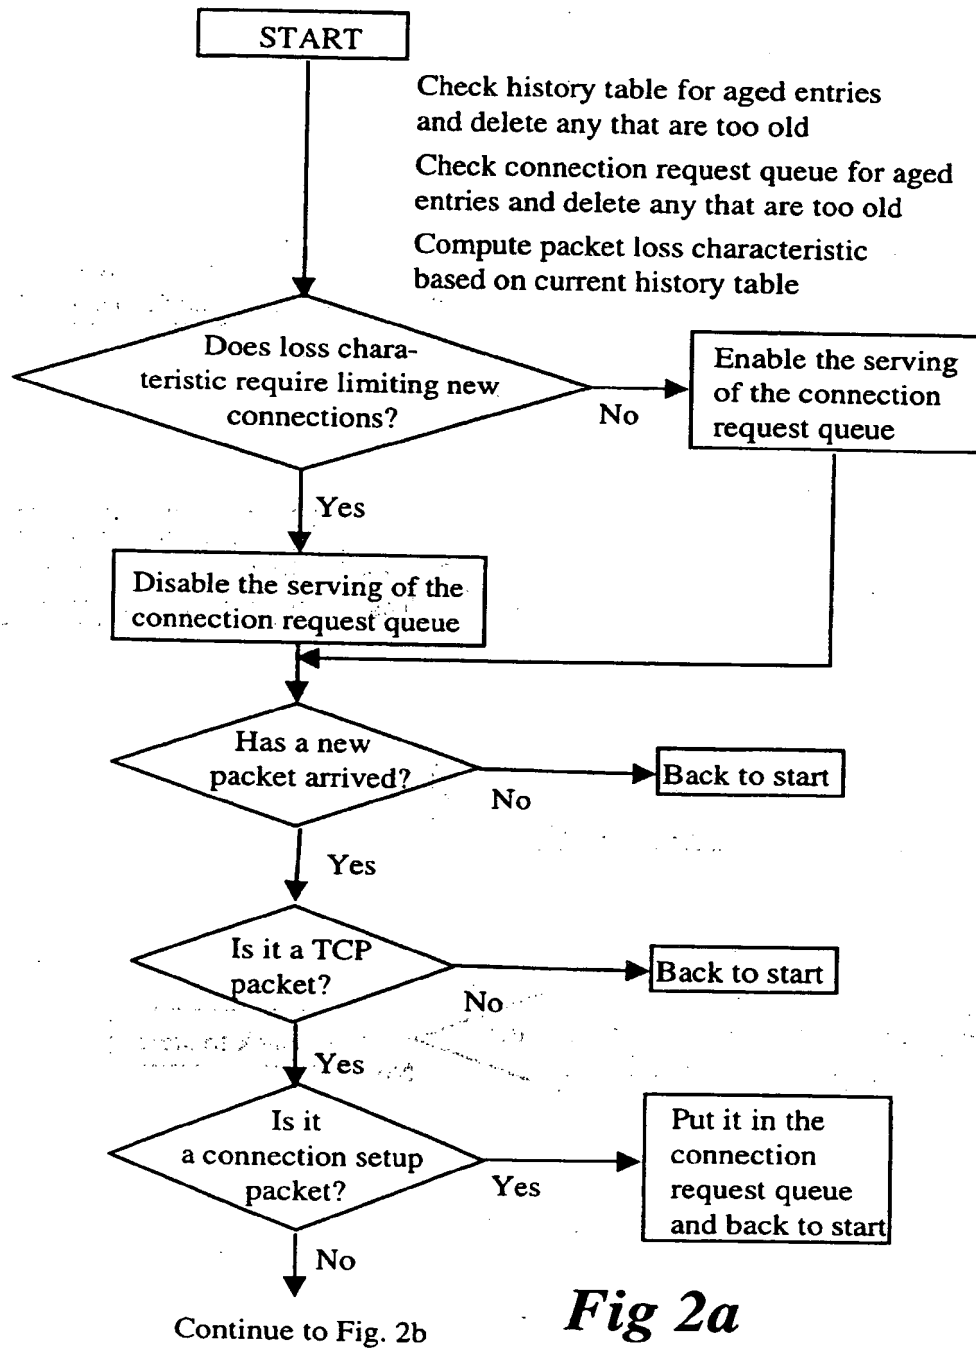 START
Check history table for aged entries
and delete any that are too old
Check connection request queue for aged
entries and delete any that are too old
Compute packet loss characteristic
based on current history table
Does loss chara-
teristic require limiting new
connections?
No
Enable the serving
of the connection
request queue
Yes
Disable the serving of the
connection request queue
Has a new
packet arrived?
No
Back to start
Yes
Is it a TCP
packet?
No
Back to start
Yes
Is it
a connection setup
packet?
Yes
Put it in the
connection
request queue
and back to start
No
Continue to Fig. 2b
Fig 2a